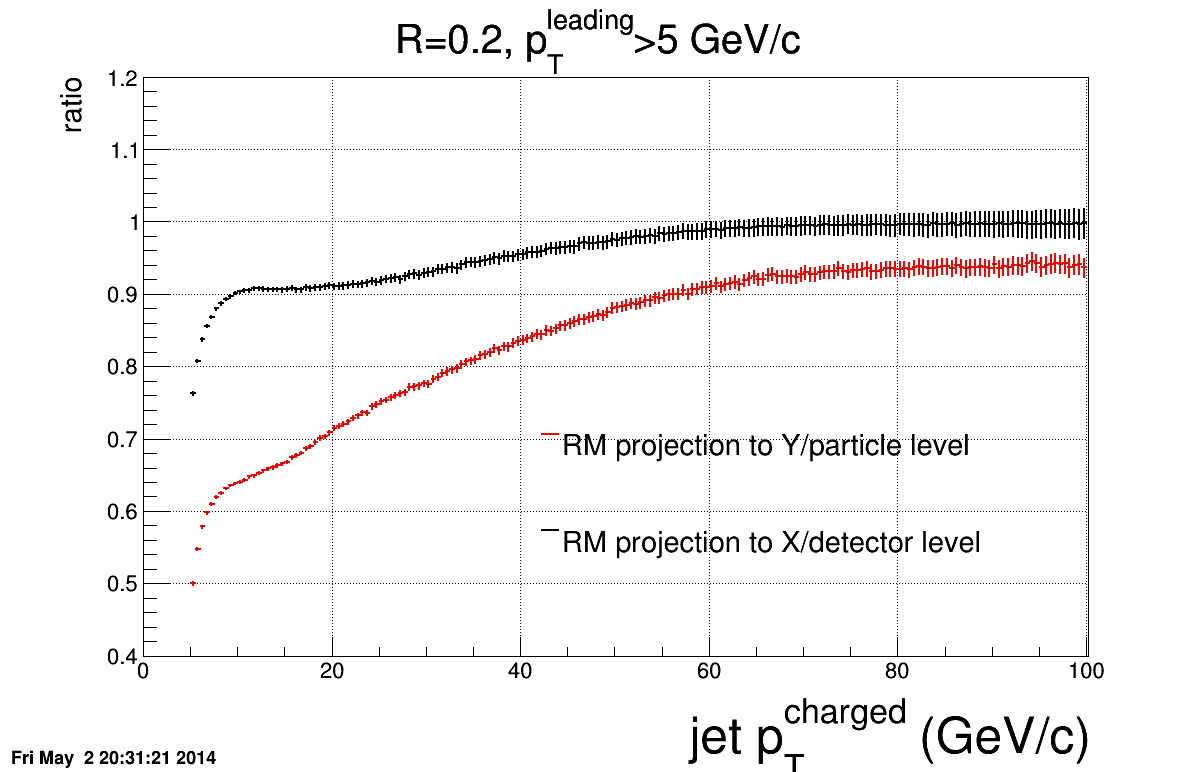 R=0.2, p_T^leading>5 GeV/c
ratio
1.2
1.1
1
0.9
0.8
0.7
0.6
0.5
0.4
RM projection to Y/particle level
RM projection to X/detector level
0 20 40 60 80 100
jet p_T^charged (GeV/c)
Fri May 2 20:31:21 2014